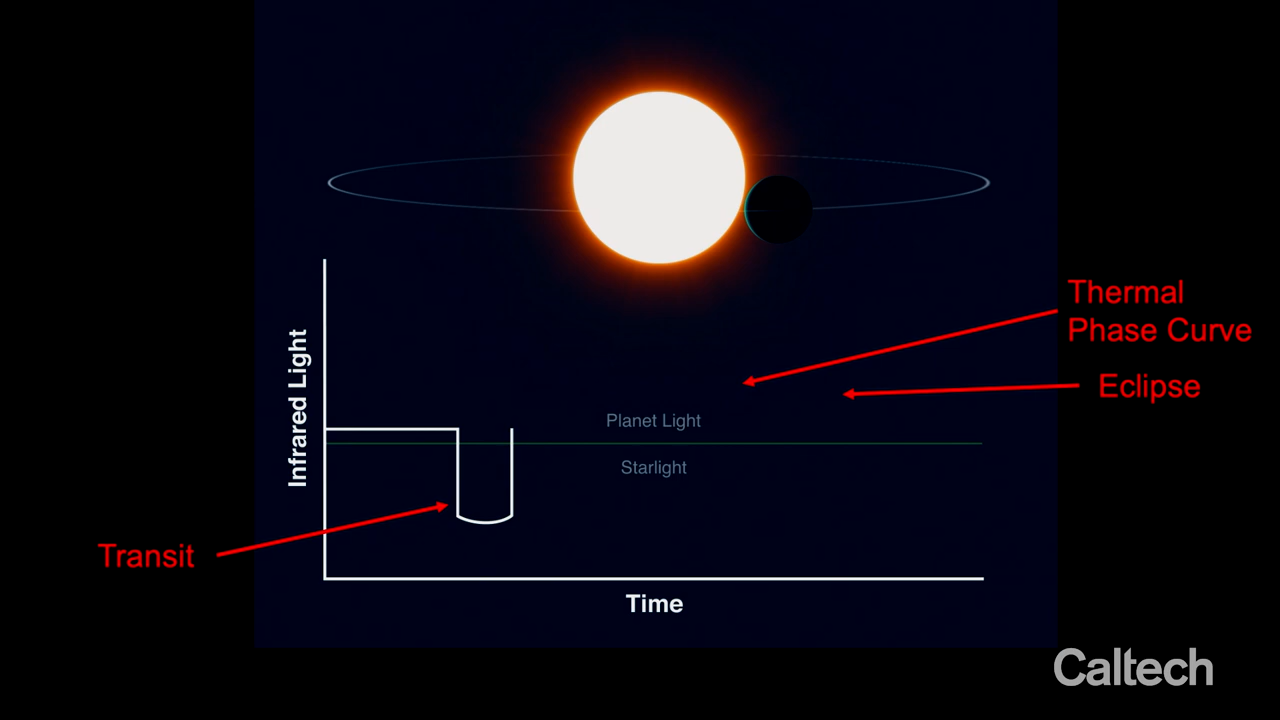 Thermal
Phase Curve
Eclipse
Infrared Light
Planet Light
Starlight
Transit
Time
Caltech